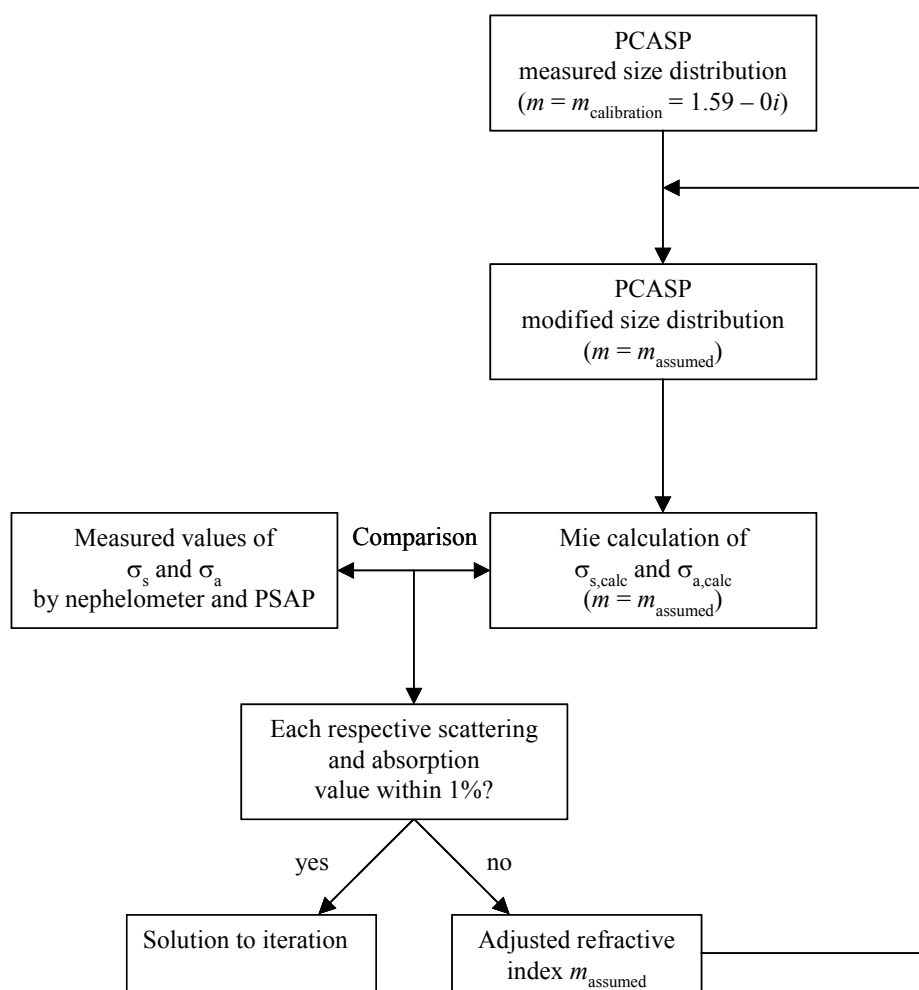 PCASP
measured size distribution
(m = m_calibration = 1.59 – 0i)
PCASP
modified size distribution
(m = m_assumed)
Measured values of
σ_s and σ_a
by nephelometer and PSAP
Comparison
Mie calculation of
σ_s,calc and σ_a,calc
(m = m_assumed)
Each respective scattering
and absorption
value within 1%?
yes
no
Solution to iteration
Adjusted refractive
index m_assumed